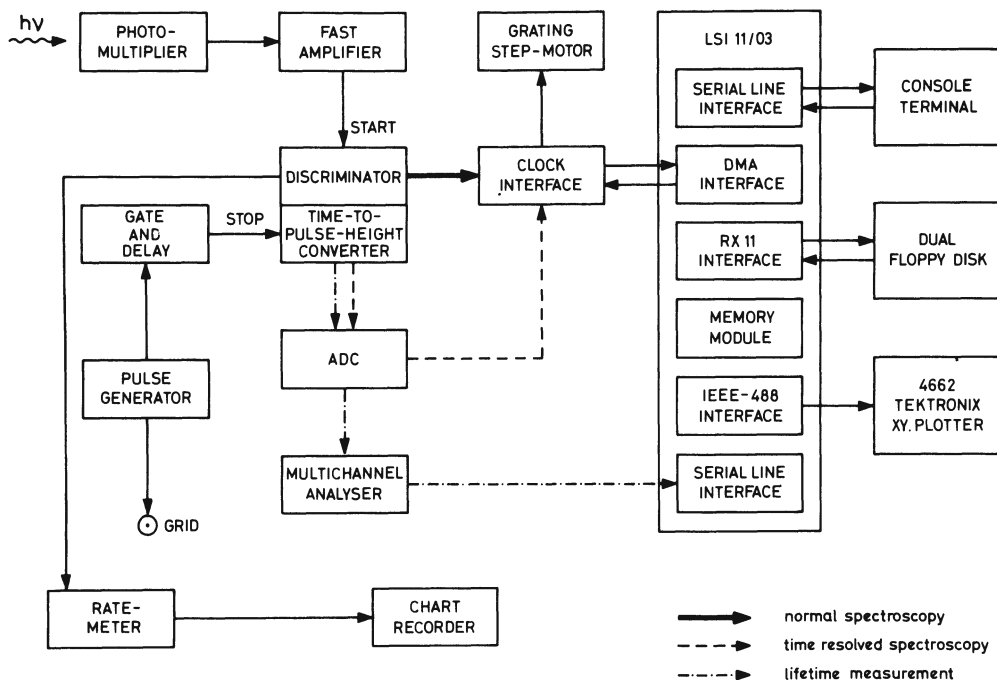 hν
PHOTO-
MULTIPLIER
FAST
AMPLIFIER
GRATING
STEP-MOTOR
LSI 11/03
SERIAL LINE
INTERFACE
CONSOLE
TERMINAL
START
DISCRIMINATOR
CLOCK
INTERFACE
DMA
INTERFACE
GATE
AND
DELAY
STOP
TIME-TO-
PULSE-HEIGHT
CONVERTER
RX 11
INTERFACE
DUAL
FLOPPY DISK
MEMORY
MODULE
ADC
PULSE
GENERATOR
IEEE-488
INTERFACE
4662
TEKTRONIX
XY. PLOTTER
MULTICHANNEL
ANALYSER
SERIAL LINE
INTERFACE
GRID
RATE-
METER
CHART
RECORDER
normal spectroscopy
time resolved spectroscopy
lifetime measurement